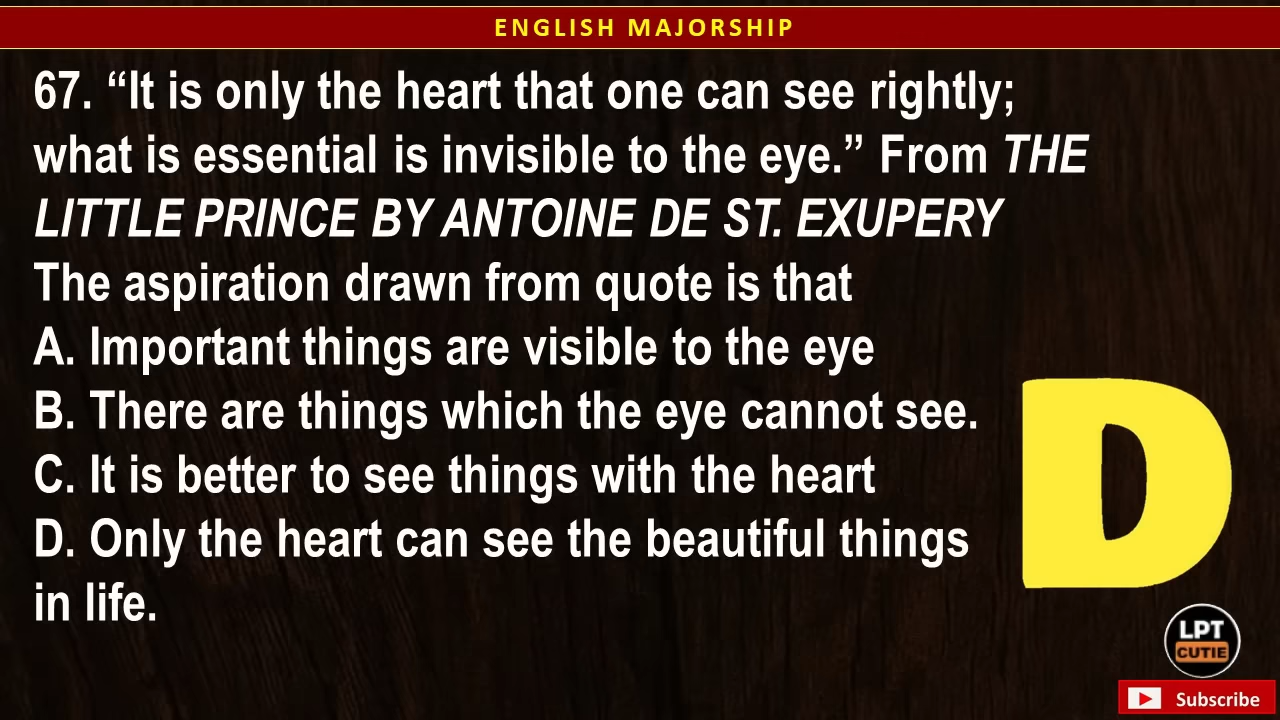 ENGLISH MAJORSHIP
67. “It is only the heart that one can see rightly;
what is essential is invisible to the eye.” From THE
LITTLE PRINCE BY ANTOINE DE ST. EXUPERY
The aspiration drawn from quote is that
A. Important things are visible to the eye
B. There are things which the eye cannot see.
C. It is better to see things with the heart
D. Only the heart can see the beautiful things
in life.
D
LPT
CUTIE
Subscribe